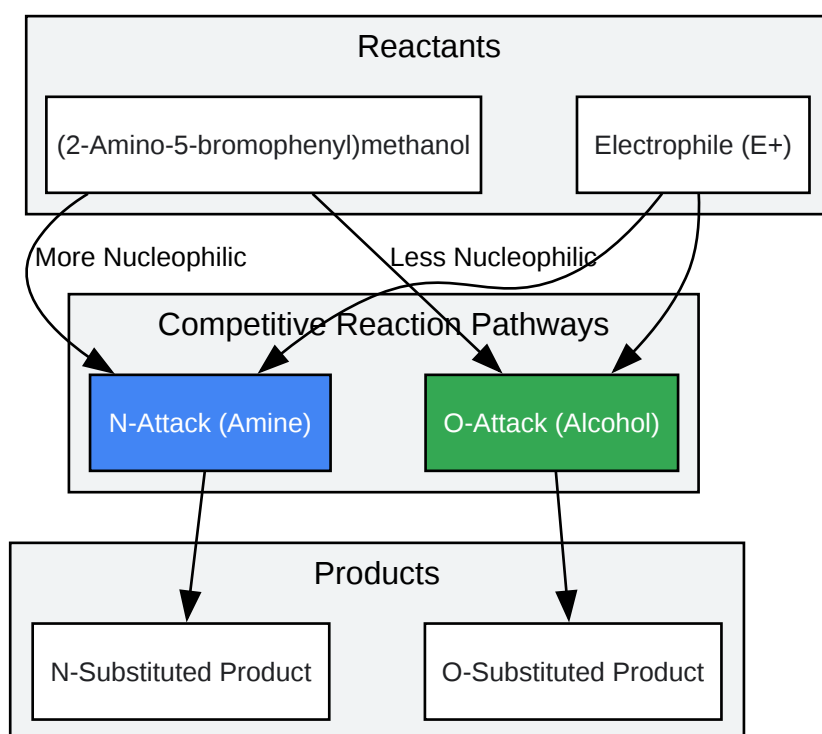 Reactants
(2-Amino-5-bromophenyl)methanol
Electrophile (E+)
More Nucleophilic
Less Nucleophilic
Competitive Reaction Pathways
N-Attack (Amine)
O-Attack (Alcohol)
Products
N-Substituted Product
O-Substituted Product